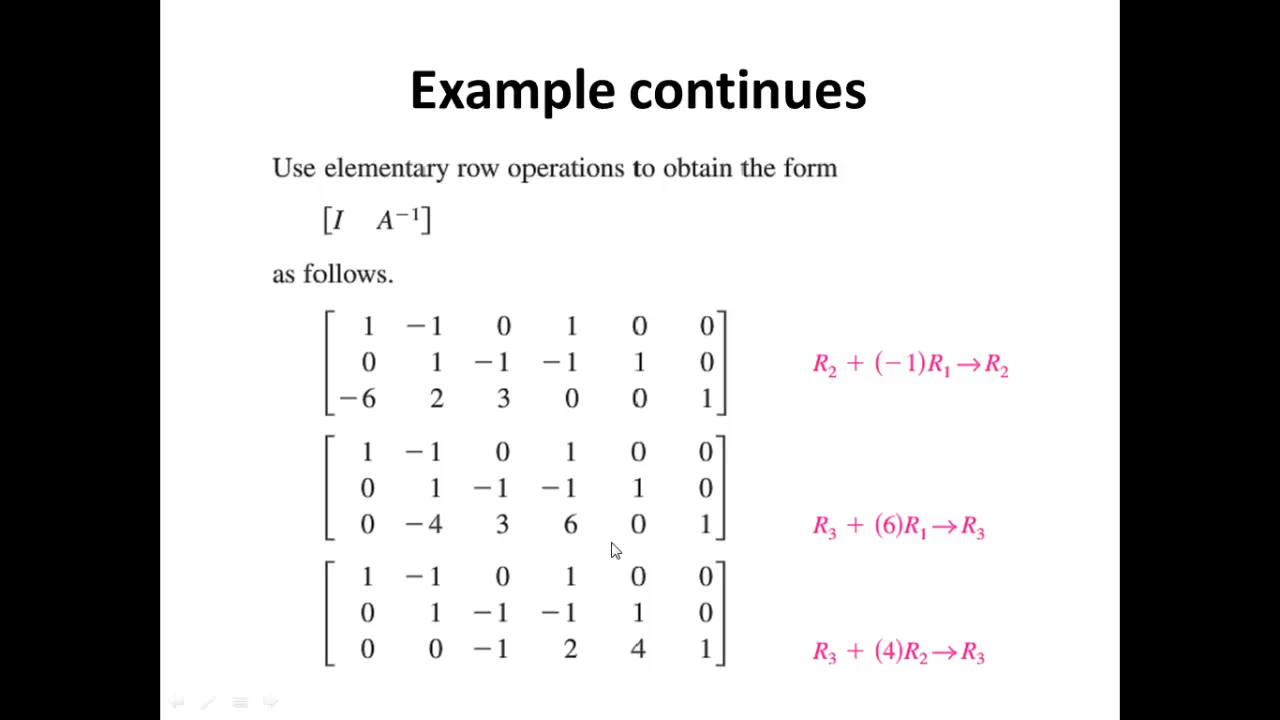 Example continues
Use elementary row operations to obtain the form
[I A⁻¹]
as follows.
1 −1 0 1 0 0
0 1 −1 −1 1 0 R₂ + (−1)R₁→R₂
−6 2 3 0 0 1
1 −1 0 1 0 0
0 1 −1 −1 1 0
0 −4 3 6 0 1 R₃ + (6)R₁→R₃
1 −1 0 1 0 0
0 1 −1 −1 1 0
0 0 −1 2 4 1 R₃ + (4)R₂→R₃